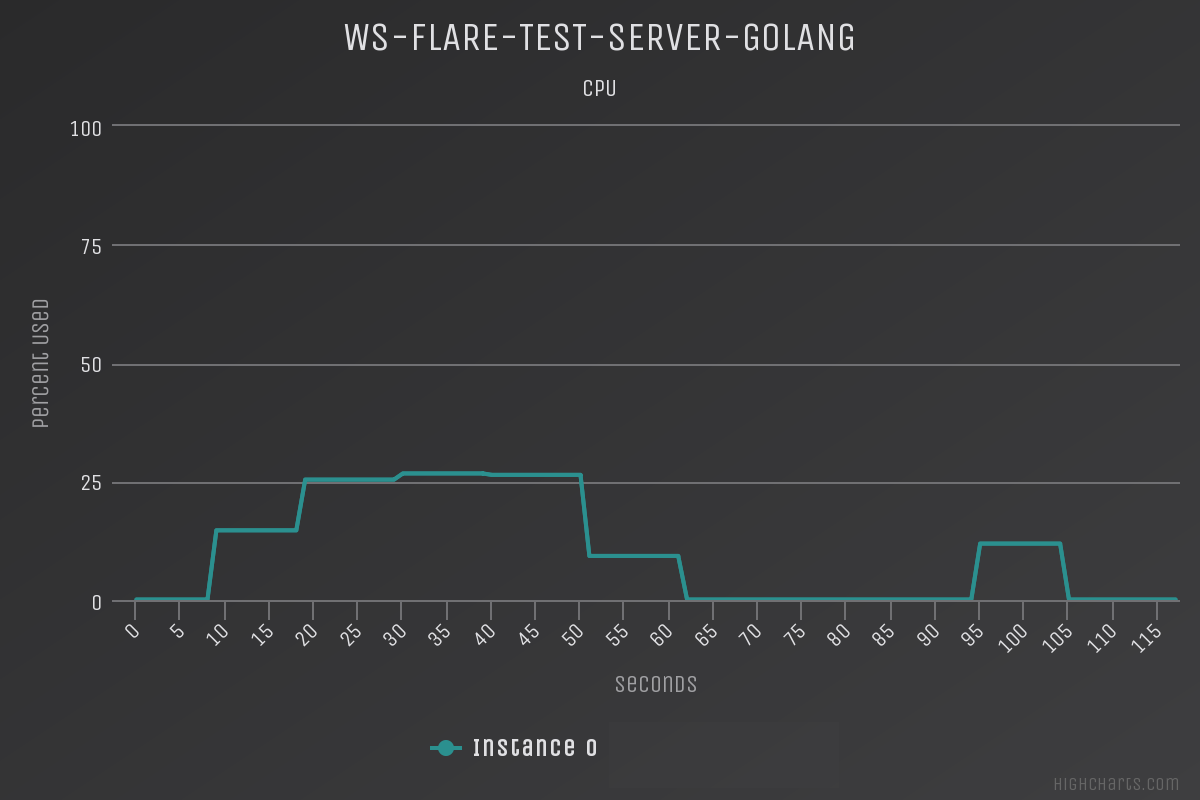 WS-FLARE-TEST-SERVER-GOLANG
CPU
100
75
50
25
0
Percent Used
0 5 10 15 20 25 30 35 40 45 50 55 60 65 70 75 80 85 90 95 100 105 110 115
Seconds
Instance 0
Highcharts.com